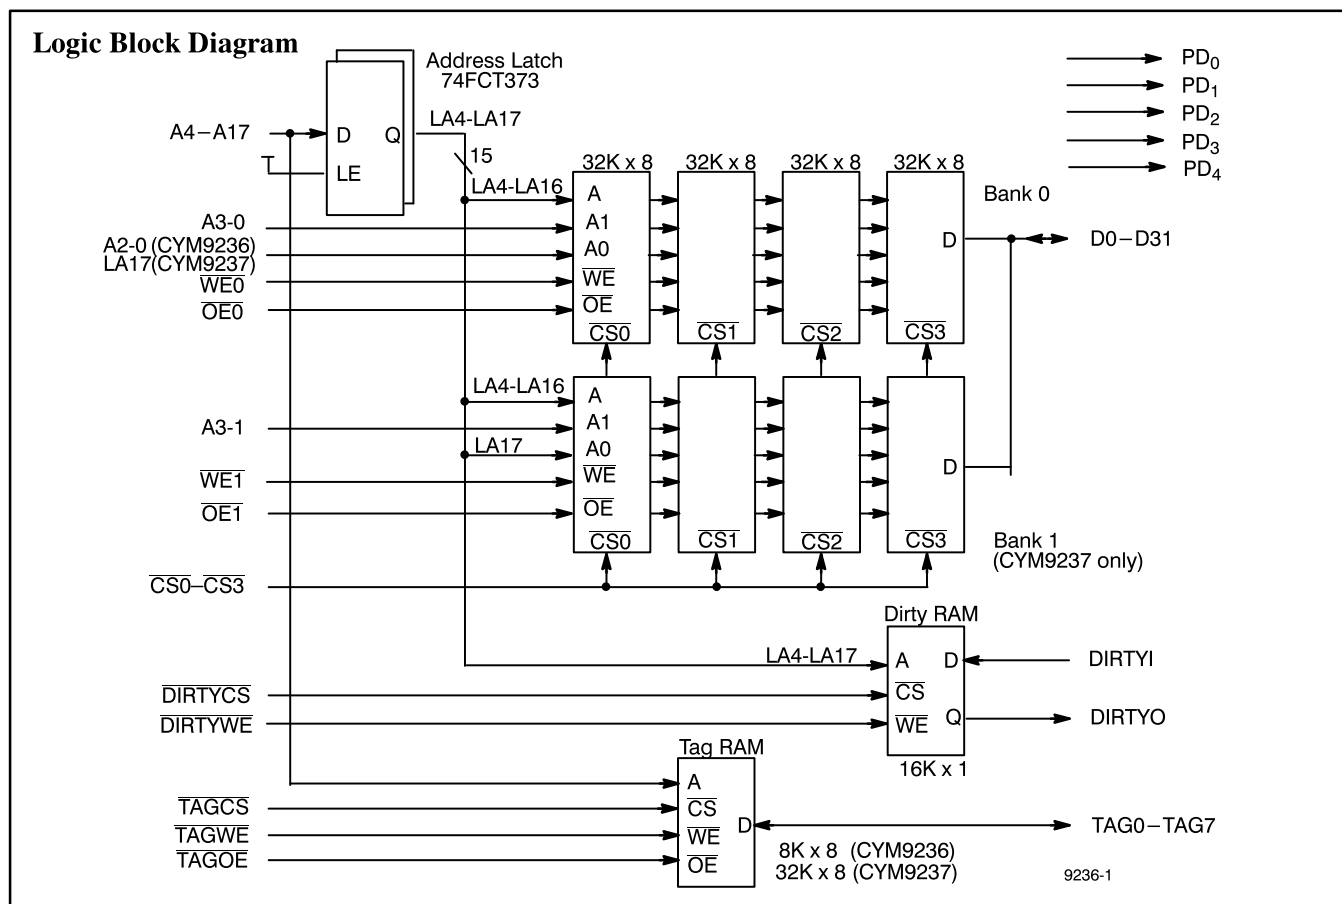 Logic Block Diagram
Address Latch
74FCT373
PD0
PD1
PD2
PD3
PD4
A4–A17
D
Q
LE
LA4-LA17
15
32K x 8
32K x 8
32K x 8
32K x 8
LA4-LA16
A
Bank 0
A3-0
A1
A2-0 (CYM9236)
LA17(CYM9237)
A0
D
D0–D31
WE0
WE
OE0
OE
CS0
CS1
CS2
CS3
LA4-LA16
A
A3-1
A1
LA17
A0
WE1
WE
D
OE1
OE
CS0
CS1
CS2
CS3
Bank 1
(CYM9237 only)
CS0–CS3
Dirty RAM
LA4-LA17
A
D
DIRTYI
DIRTYCS
CS
DIRTYWE
WE
Q
DIRTYO
16K x 1
Tag RAM
A
TAGCS
CS
TAGWE
WE
D
TAG0–TAG7
TAGOE
OE
8K x 8 (CYM9236)
32K x 8 (CYM9237)
9236-1